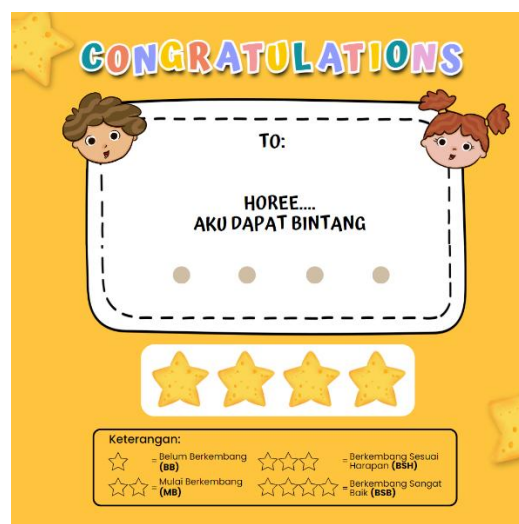 CONGRATULATIONS
TO:
HOREE....
AKU DAPAT BINTANG
Keterangan:
= Belum Berkembang
(BB)
= Berkembang Sesuai
Harapan (BSH)
= Mulai Berkembang
(MB)
= Berkembang Sangat
Baik (BSB)